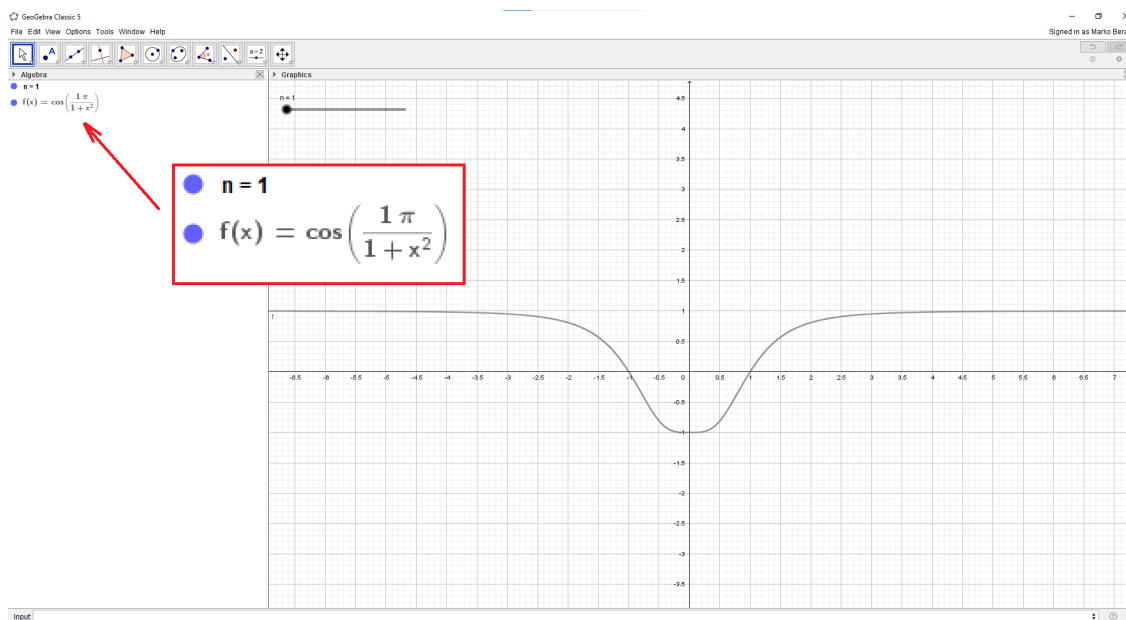 GeoGebra Classic 5
File Edit View Options Tools Window Help
Signed in as Marko Bera
A
a=2
Algebra
Graphics
n = 1
f(x) = cos(1 π / 1 + x²)
n = 1
n = 1
f(x) = cos(1 π / 1 + x²)
f
4.5
4
3.5
3
2.5
2
1.5
1
0.5
-6.5 -6 -5.5 -5 -4.5 -4 -3.5 -3 -2.5 -2 -1.5 -1 -0.5 0 0.5 1 1.5 2 2.5 3 3.5 4 4.5 5 5.5 6 6.5 7
-0.5
-1
-1.5
-2
-2.5
-3
-3.5
Input